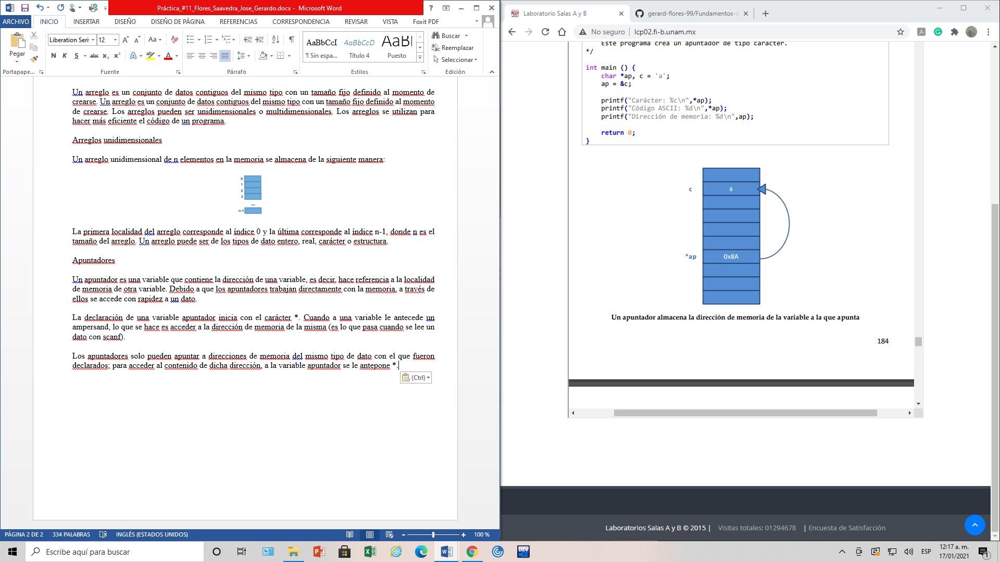 Práctica_#11_Flores_Saavedra_Jose_Gerardo.docx - Microsoft Word
ARCHIVO INICIO INSERTAR DISEÑO DISEÑO DE PÁGINA REFERENCIAS CORRESPONDENCIA REVISAR VISTA Foxit PDF
Pegar
Liberation Seri 12 Aa
N K S abc x₂ x²
Portapape... Fuente Párrafo Estilos Edición
AaBbCcI AaBbCcD AaBl
¶ Sin espa... Título 4 Puesto
Buscar
Reemplazar
Seleccionar
Un arreglo es un conjunto de datos contiguos del mismo tipo con un tamaño fijo definido al momento de
crearse. Un arreglo es un conjunto de datos contiguos del mismo tipo con un tamaño fijo definido al momento
de crearse. Los arreglos pueden ser unidimensionales o multidimensionales. Los arreglos se utilizan para
hacer más eficiente el código de un programa.
Arreglos unidimensionales
Un arreglo unidimensional de n elementos en la memoria se almacena de la siguiente manera:
0
1
2
3
...
n-1
La primera localidad del arreglo corresponde al índice 0 y la última corresponde al índice n-1, donde n es el
tamaño del arreglo. Un arreglo puede ser de los tipos de dato entero, real, carácter o estructura.
Apuntadores
Un apuntador es una variable que contiene la dirección de una variable, es decir, hace referencia a la localidad
de memoria de otra variable. Debido a que los apuntadores trabajan directamente con la memoria, a través de
ellos se accede con rapidez a un dato.
La declaración de una variable apuntador inicia con el carácter *. Cuando a una variable le antecede un
ampersand, lo que se hace es acceder a la dirección de memoria de la misma (es lo que pasa cuando se lee un
dato con scanf).
Los apuntadores solo pueden apuntar a direcciones de memoria del mismo tipo de dato con el que fueron
declarados; para acceder al contenido de dicha dirección, a la variable apuntador se le antepone *.
(Ctrl)
PÁGINA 2 DE 2 334 PALABRAS INGLÉS (ESTADOS UNIDOS) 100 %
Laboratorio Salas A y B
gerard-flores-99/Fundamentos-d
No seguro | lcp02.fi-b.unam.mx
Este programa crea un apuntador de tipo carácter.
*/
int main () {
char *ap, c = 'a';
ap = &c;
printf("Carácter: %c\n",*ap);
printf("Código ASCII: %d\n",*ap);
printf("Dirección de memoria: %d\n",ap);
return 0;
}
c a
*ap 0x8A
Un apuntador almacena la dirección de memoria de la variable a la que apunta
184
Laboratorios Salas A y B © 2015 | Visitas totales: 01294678 | Encuesta de Satisfacción
Escribe aquí para buscar
ESP
12:17 a. m.
17/01/2021
1